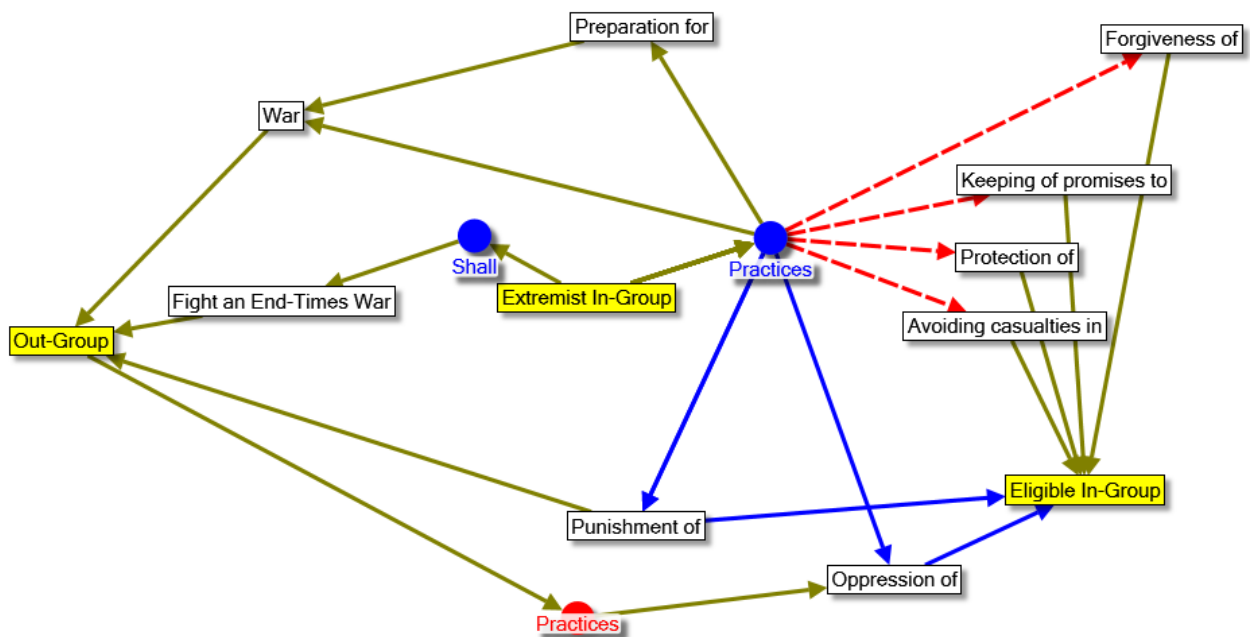 Preparation for
Forgiveness of
War
Keeping of promises to
Shall
Practices
Protection of
Fight an End-Times War
Extremist In-Group
Avoiding casualties in
Out-Group
Eligible In-Group
Punishment of
Oppression of
Practices